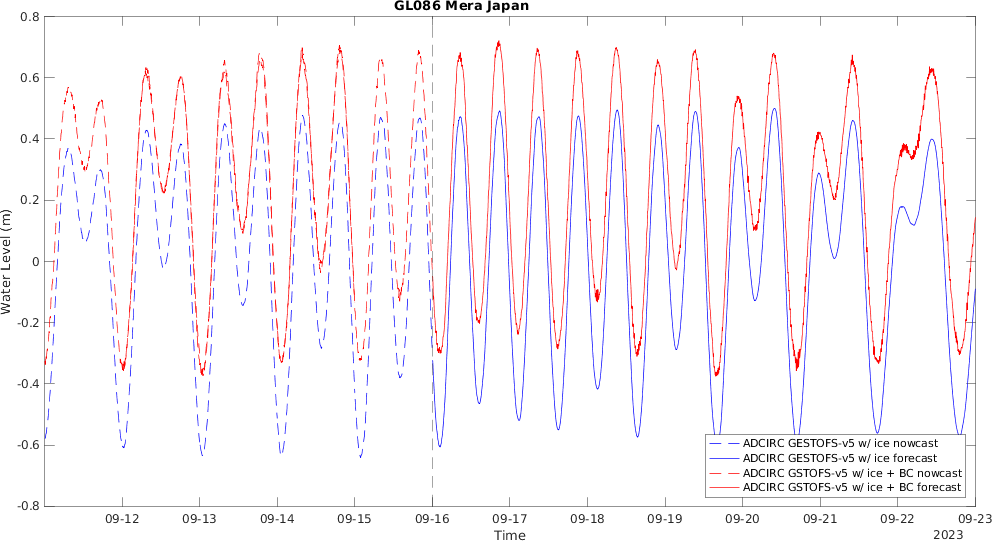 GL086 Mera Japan
Water Level (m)
0.8
0.6
0.4
0.2
0
-0.2
-0.4
-0.6
-0.8
ADCIRC GESTOFS-v5 w/ ice nowcast
ADCIRC GESTOFS-v5 w/ ice forecast
ADCIRC GSTOFS-v5 w/ ice + BC nowcast
ADCIRC GSTOFS-v5 w/ ice + BC forecast
09-12 09-13 09-14 09-15 09-16 09-17 09-18 09-19 09-20 09-21 09-22 09-23
Time
2023